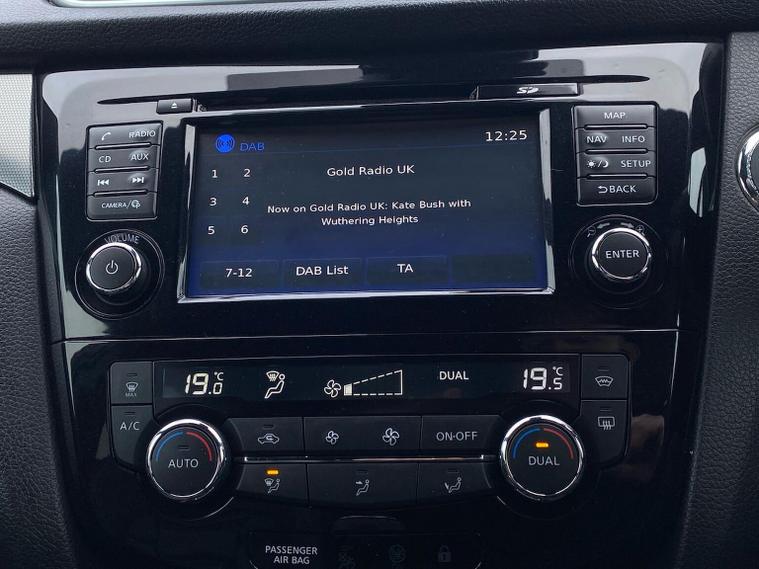 SD
RADIO
CD AUX
CAMERA/
VOLUME
DAB 12:25
1 2
Gold Radio UK
3 4
Now on Gold Radio UK: Kate Bush with
Wuthering Heights
5 6
7-12 DAB List TA
MAP
NAV INFO
SETUP
BACK
ENTER
MAX
A/C
19.0 °C
DUAL
19.5 °C
AUTO
ON·OFF
DUAL
PASSENGER
AIR BAG